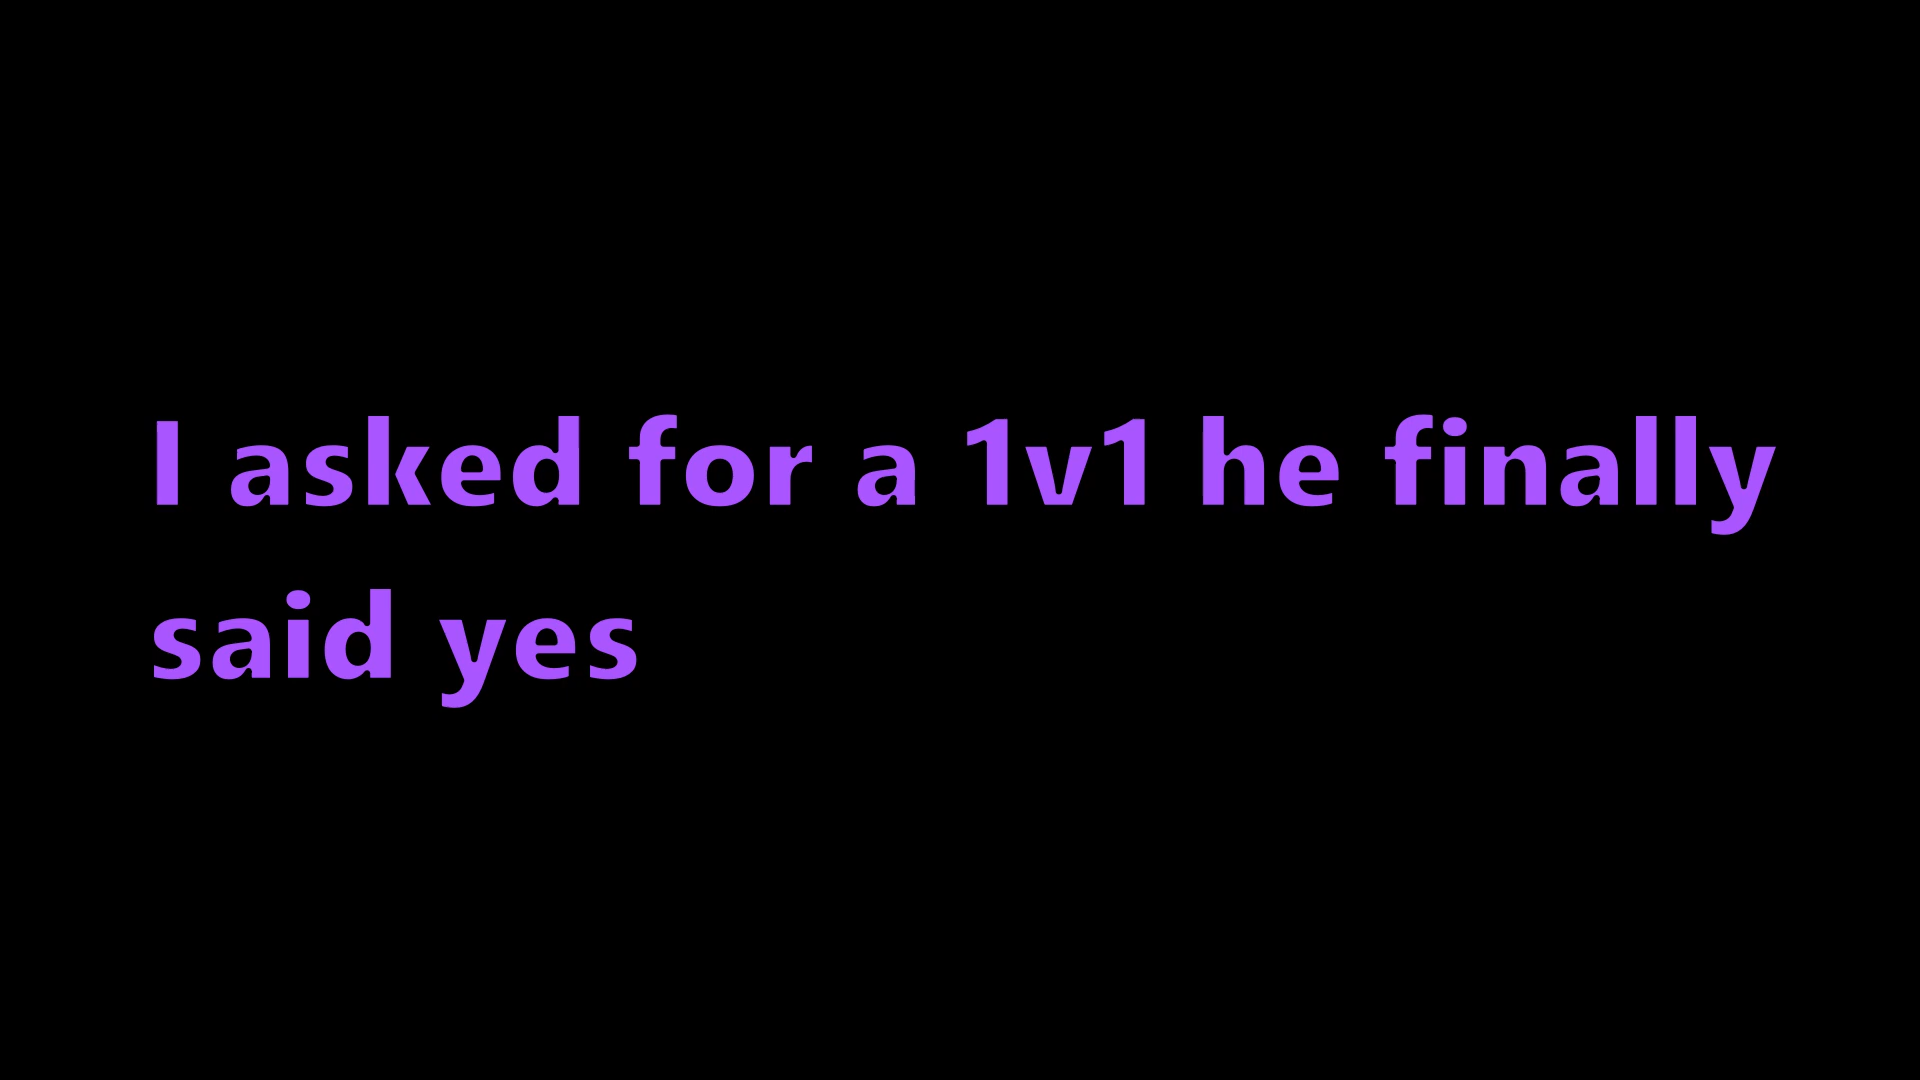 I asked for a 1v1 he finally
said yes